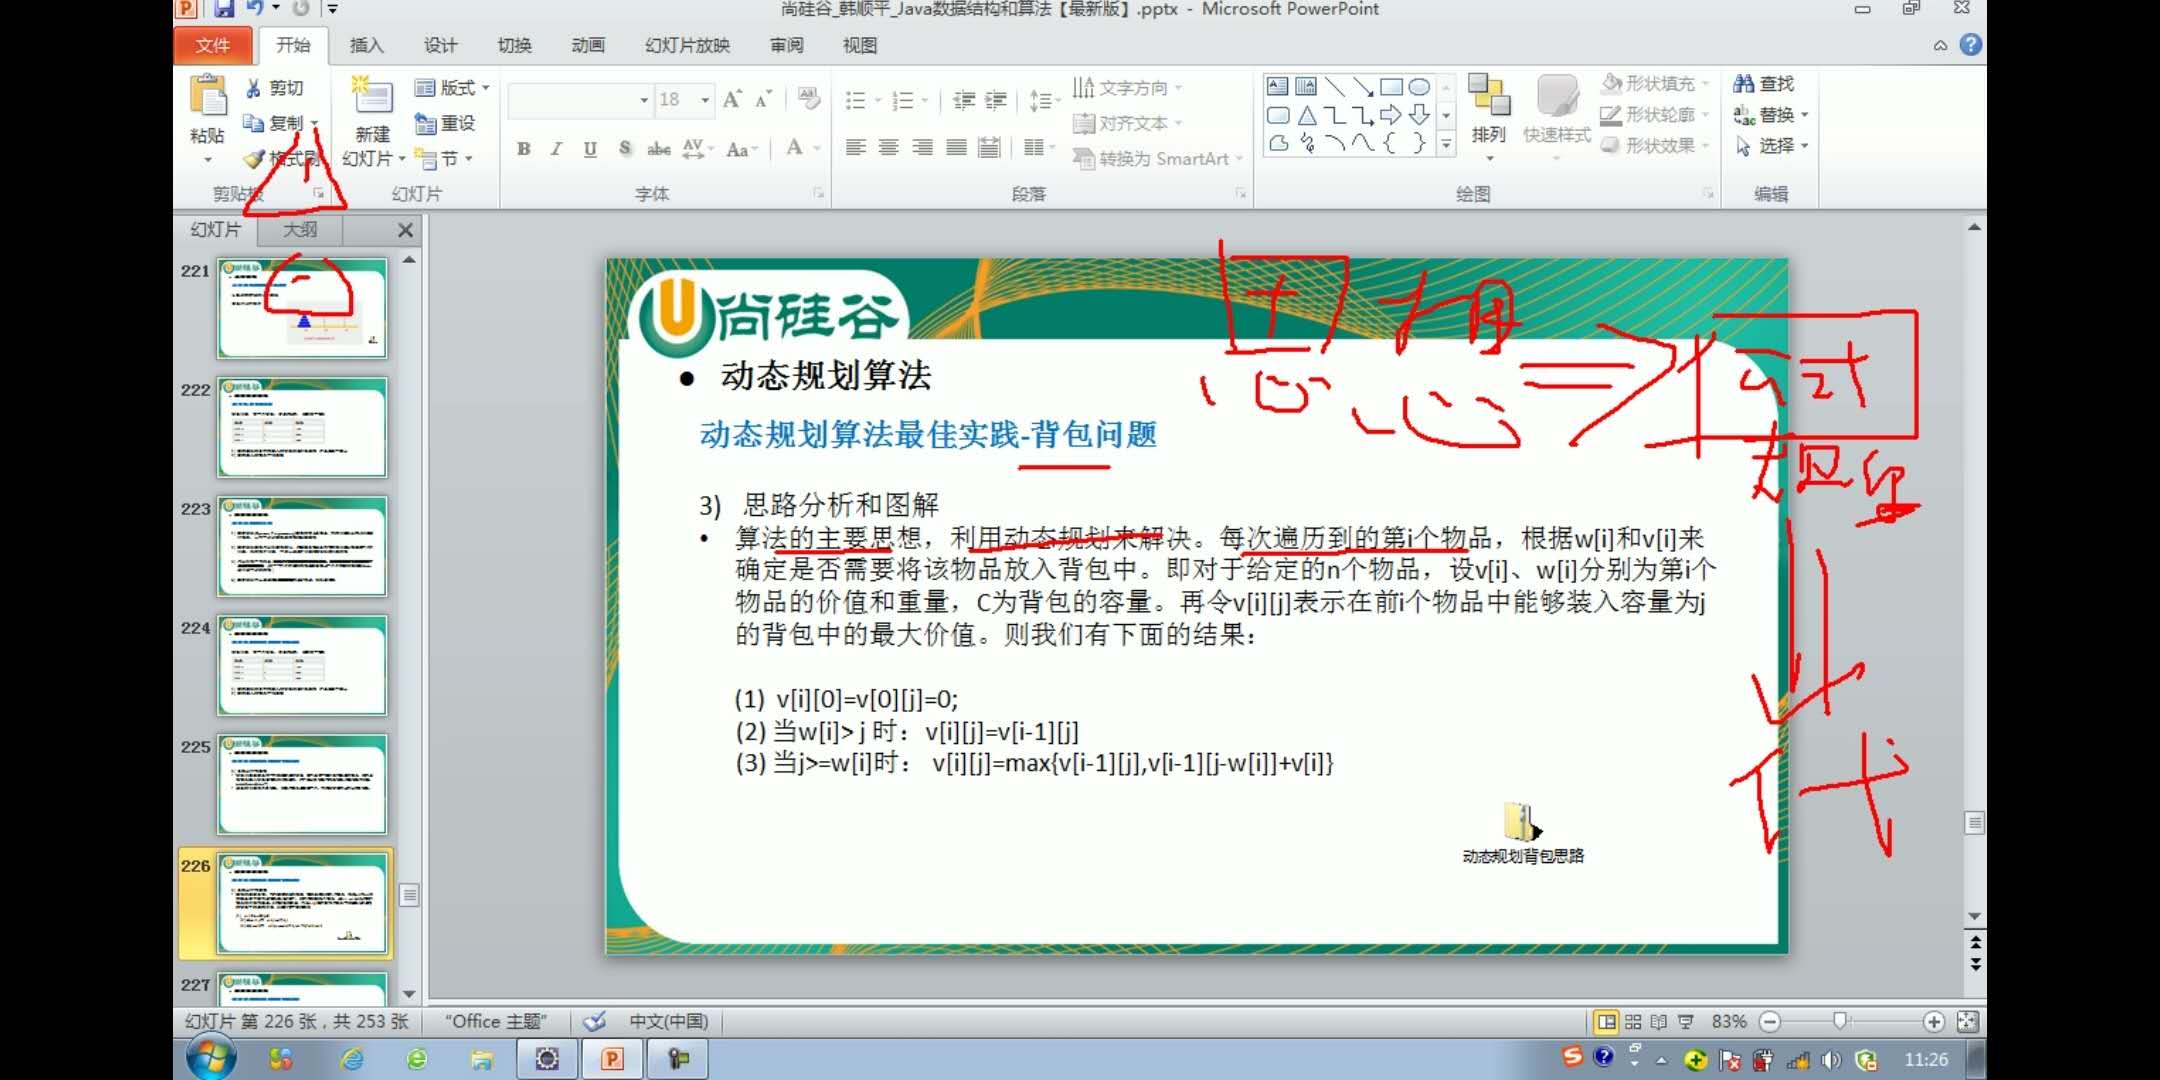 尚硅谷_韩顺平_Java数据结构和算法【最新版】.pptx - Microsoft PowerPoint
文件 开始 插入 设计 切换 动画 幻灯片放映 审阅 视图
粘贴 剪切 复制 格式刷
新建 幻灯片 版式 重设 节
18
B I U S abc AV Aa A
文字方向 对齐文本 转换为 SmartArt
排列 快速样式 形状填充 形状轮廓 形状效果
查找 替换 选择
剪贴板 幻灯片 字体 段落 绘图 编辑
幻灯片 大纲
221
222
223
224
225
226
227
尚硅谷
• 动态规划算法
动态规划算法最佳实践-背包问题
3) 思路分析和图解
• 算法的主要思想，利用动态规划来解决。每次遍历到的第i个物品，根据w[i]和v[i]来
确定是否需要将该物品放入背包中。即对于给定的n个物品，设v[i]、w[i]分别为第i个
物品的价值和重量，C为背包的容量。再令v[i][j]表示在前i个物品中能够装入容量为j
的背包中的最大价值。则我们有下面的结果：
(1) v[i][0]=v[0][j]=0;
(2) 当w[i]> j 时：v[i][j]=v[i-1][j]
(3) 当j>=w[i]时： v[i][j]=max{v[i-1][j],v[i-1][j-w[i]]+v[i]}
动态规划背包思路
幻灯片 第 226 张，共 253 张 "Office 主题" 中文(中国) 83%
11:26